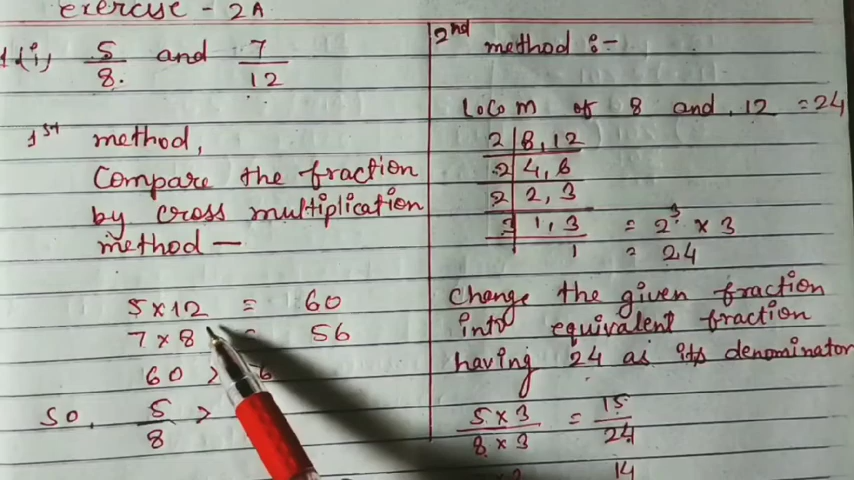 exercise - 2A
1.(i) 5/8 and 7/12
1st method,
Compare the fraction
by cross multiplication
method —
5 × 12 = 60
7 × 8 = 56
60 > 6
So, 5/8 >
2nd method :-
L.C.M of 8 and 12 = 24
2 | 8, 12
2 | 4, 6
2 | 2, 3
3 | 1, 3 = 2³ × 3
1 = 24
change the given fraction
into equivalent fraction
having 24 as its denominator
5 × 3 / 8 × 3 = 15/24
14